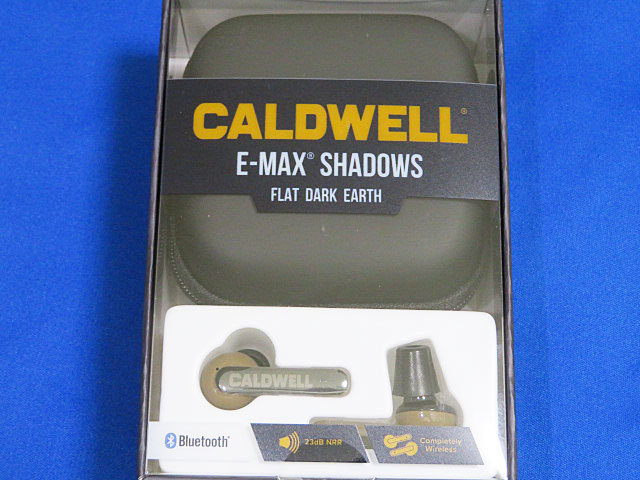 CALDWELL®
E-MAX® SHADOWS
FLAT DARK EARTH
CALDWELL
Bluetooth®
23dB NRR
Completely
Wireless